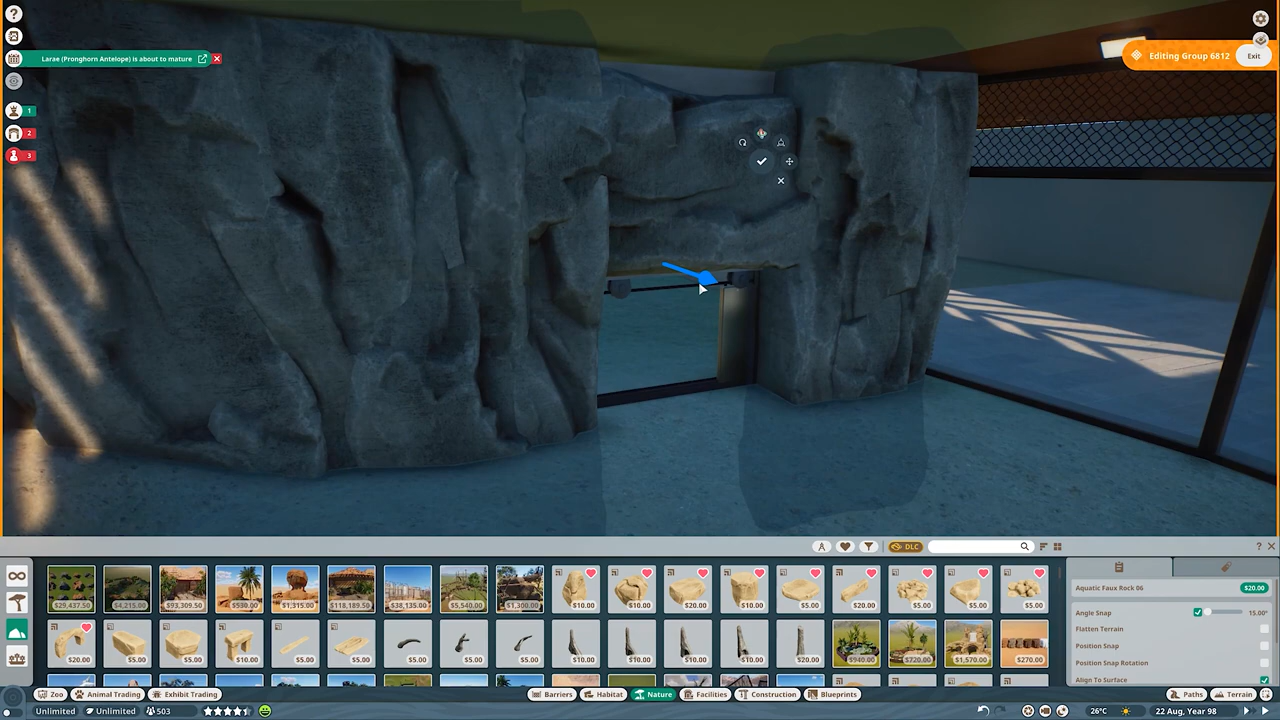 ?
Larae (Pronghorn Antelope) is about to mature
1
2
3
Editing Group 6812
Exit
DLC
?
$29,437.50
$4,215.00
$93,309.50
$530.00
$1,315.00
$118,189.50
$38,135.00
$5,540.00
$1,300.00
$10.00
$10.00
$20.00
$10.00
$5.00
$20.00
$5.00
$5.00
$5.00
$20.00
$5.00
$5.00
$10.00
$5.00
$5.00
$5.00
$5.00
$5.00
$10.00
$10.00
$10.00
$10.00
$20.00
$940.00
$720.00
$1,570.00
$270.00
Aquatic Faux Rock 06
$20.00
Angle Snap
15.00°
Flatten Terrain
Position Snap
Position Snap Rotation
Align To Surface
Zoo
Animal Trading
Exhibit Trading
Barriers
Habitat
Nature
Facilities
Construction
Blueprints
Paths
Terrain
Unlimited
Unlimited
503
26°C
22 Aug, Year 98